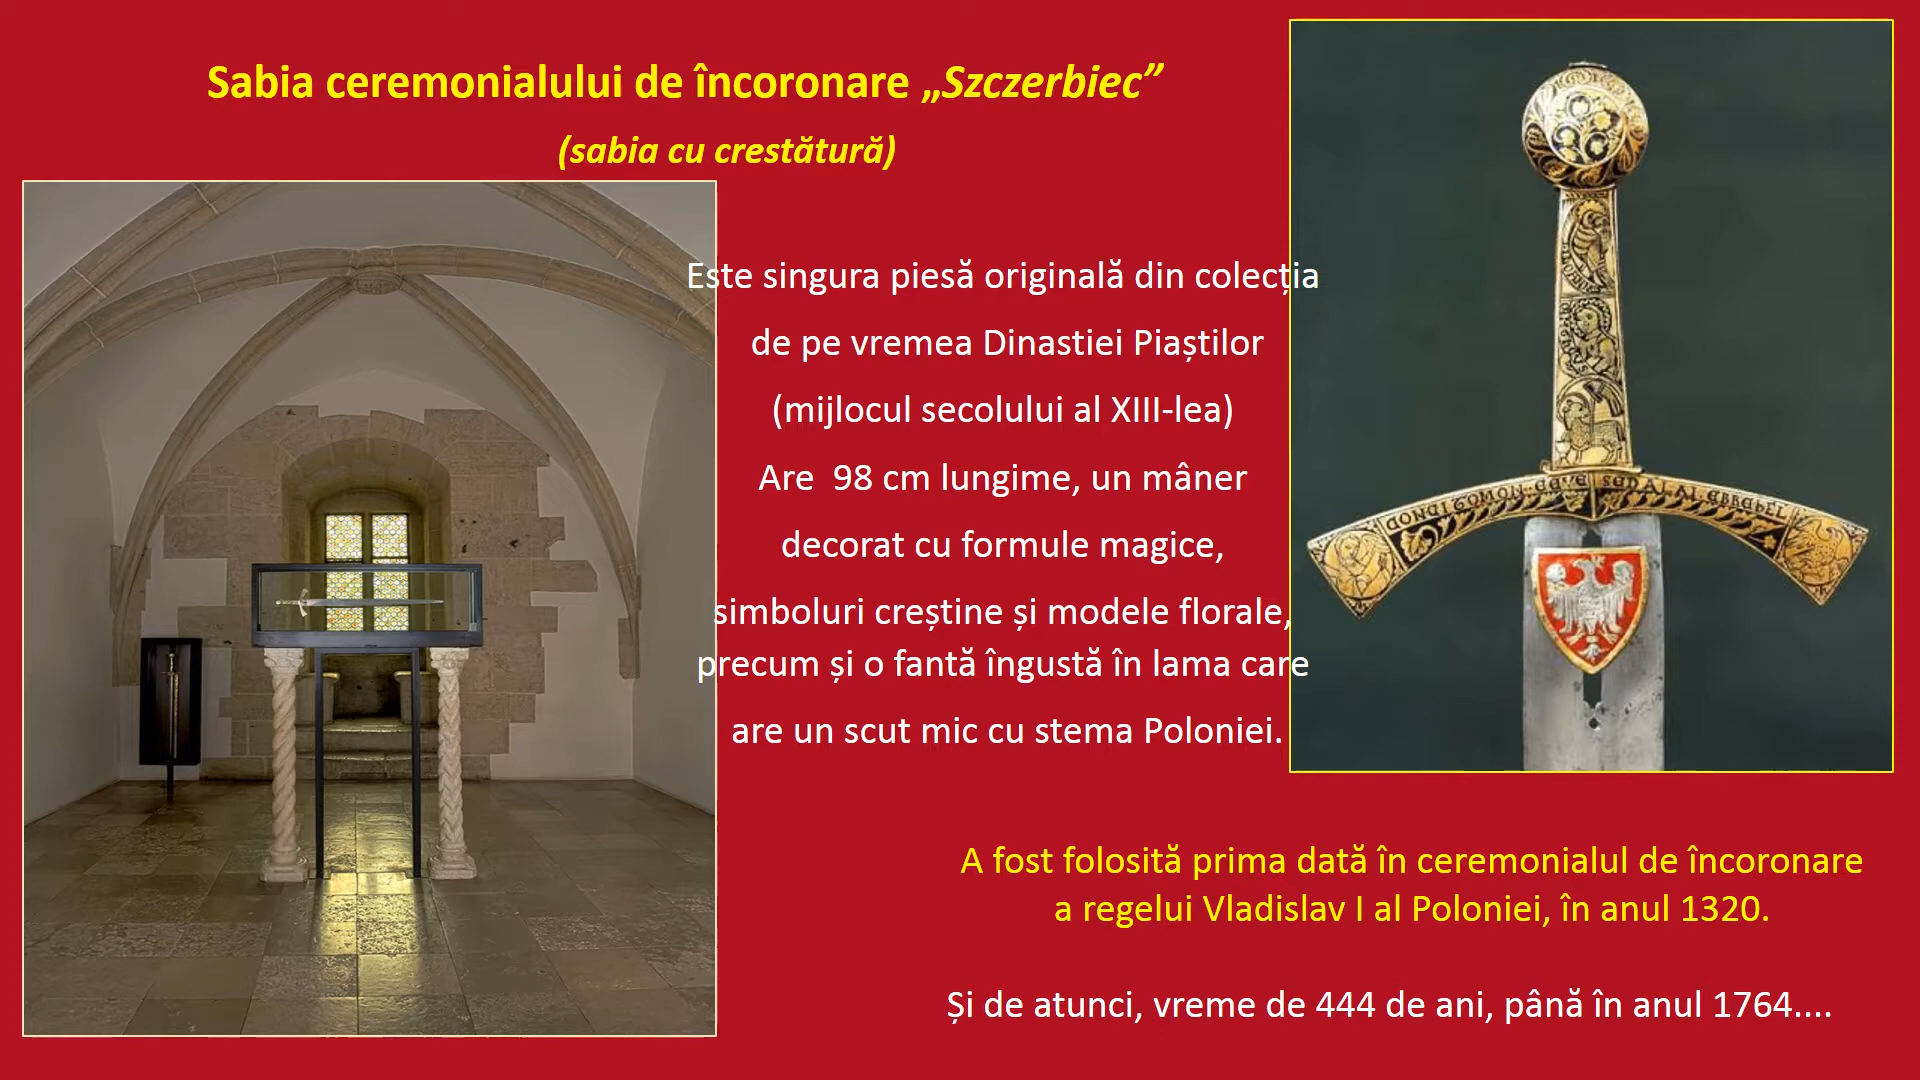 Sabia ceremonialului de încoronare „Szczerbiec”
(sabia cu crestătură)
Este singura piesă originală din colecția
de pe vremea Dinastiei Piaștilor
(mijlocul secolului al XIII-lea)
Are  98 cm lungime, un mâner
decorat cu formule magice,
simboluri creștine și modele florale,
precum și o fantă îngustă în lama care
are un scut mic cu stema Poloniei.
A fost folosită prima dată în ceremonialul de încoronare
a regelui Vladislav I al Poloniei, în anul 1320.
Și de atunci, vreme de 444 de ani, până în anul 1764....